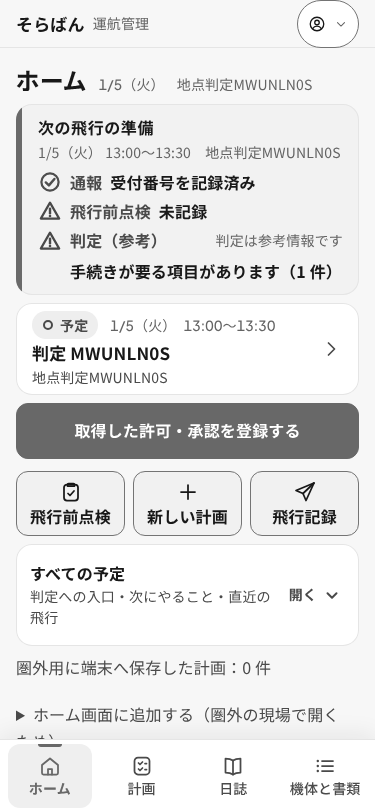 そらばん 運航管理
ホーム 1/5（火） 地点判定MWUNLN0S
次の飛行の準備
1/5（火） 13:00〜13:30 地点判定MWUNLN0S
通報 受付番号を記録済み
飛行前点検 未記録
判定（参考） 判定は参考情報です
手続きが要る項目があります（1 件）
予定 1/5（火） 13:00〜13:30
判定 MWUNLN0S
地点判定MWUNLN0S
取得した許可・承認を登録する
飛行前点検 新しい計画 飛行記録
すべての予定
判定への入口・次にやること・直近の
飛行
開く
圏外用に端末へ保存した計画：0 件
▶ ホーム画面に追加する（圏外の現場で開く
ホーム 計画 日誌 機体と書類